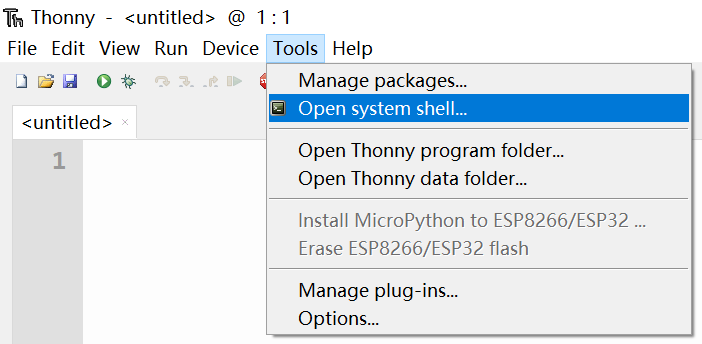 Thonny - <untitled> @ 1 : 1
File Edit View Run Device Tools Help
<untitled> ×
1
Manage packages...
Open system shell...
Open Thonny program folder...
Open Thonny data folder...
Install MicroPython to ESP8266/ESP32 ...
Erase ESP8266/ESP32 flash
Manage plug-ins...
Options...